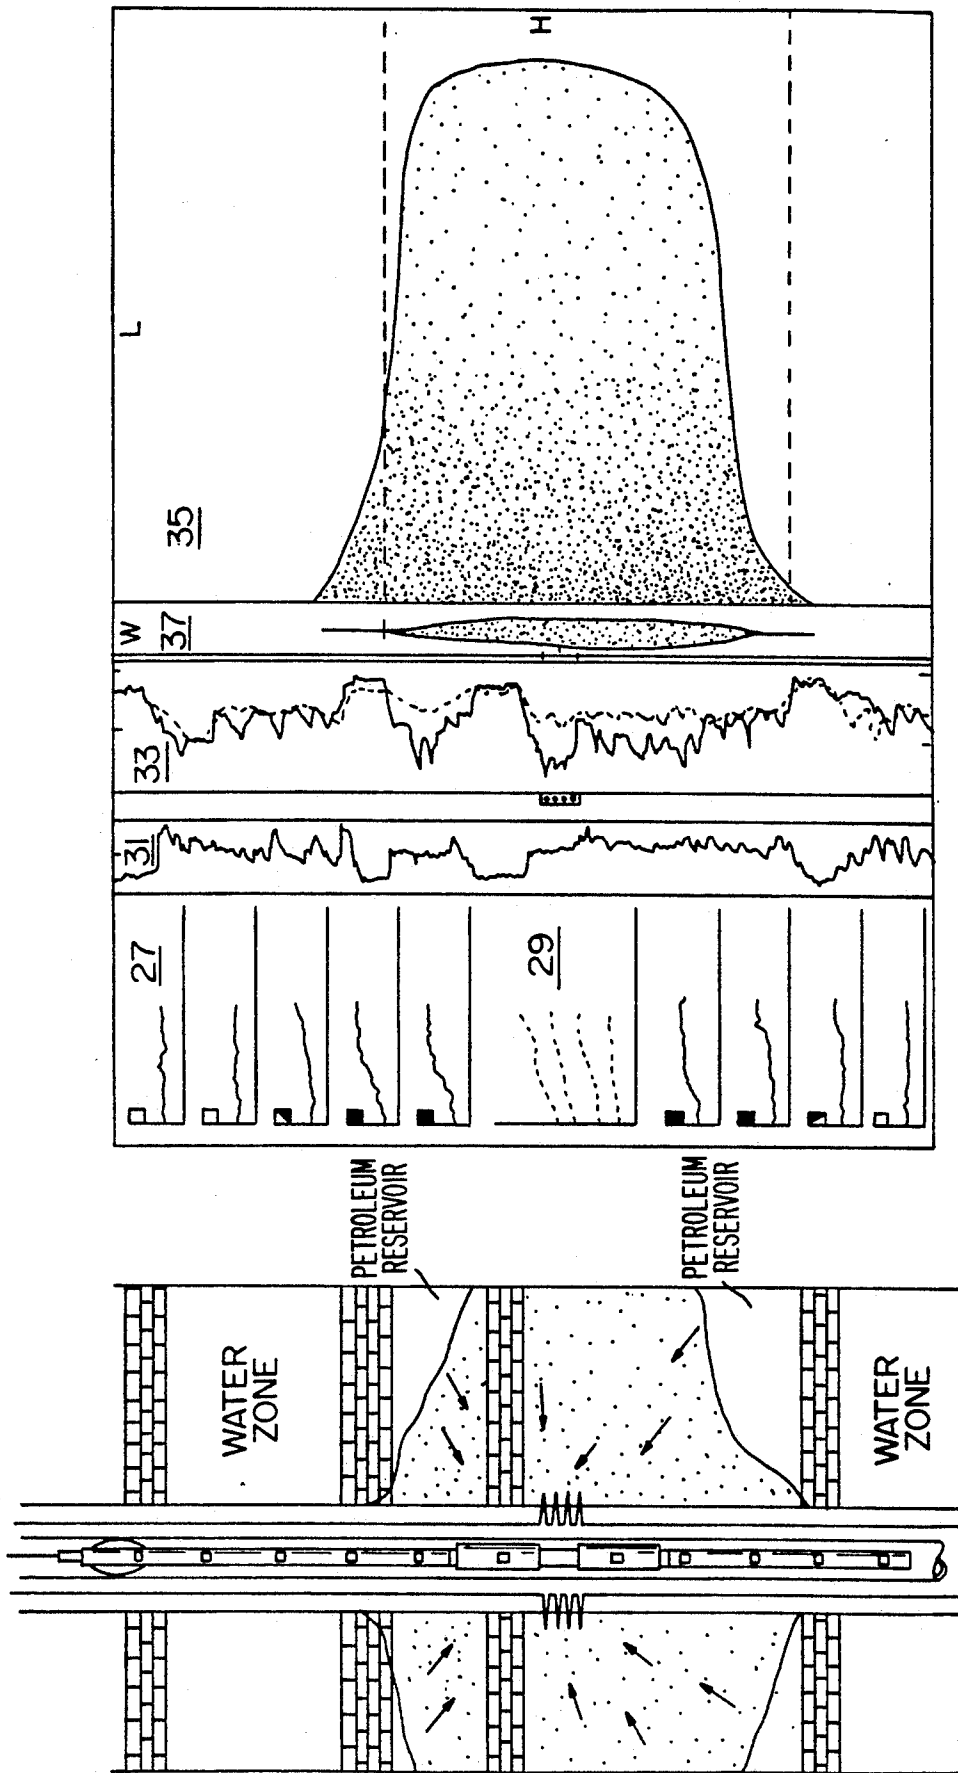 H
L
35
W
37
33
31
27
29
PETROLEUM
RESERVOIR
PETROLEUM
RESERVOIR
WATER
ZONE
WATER
ZONE